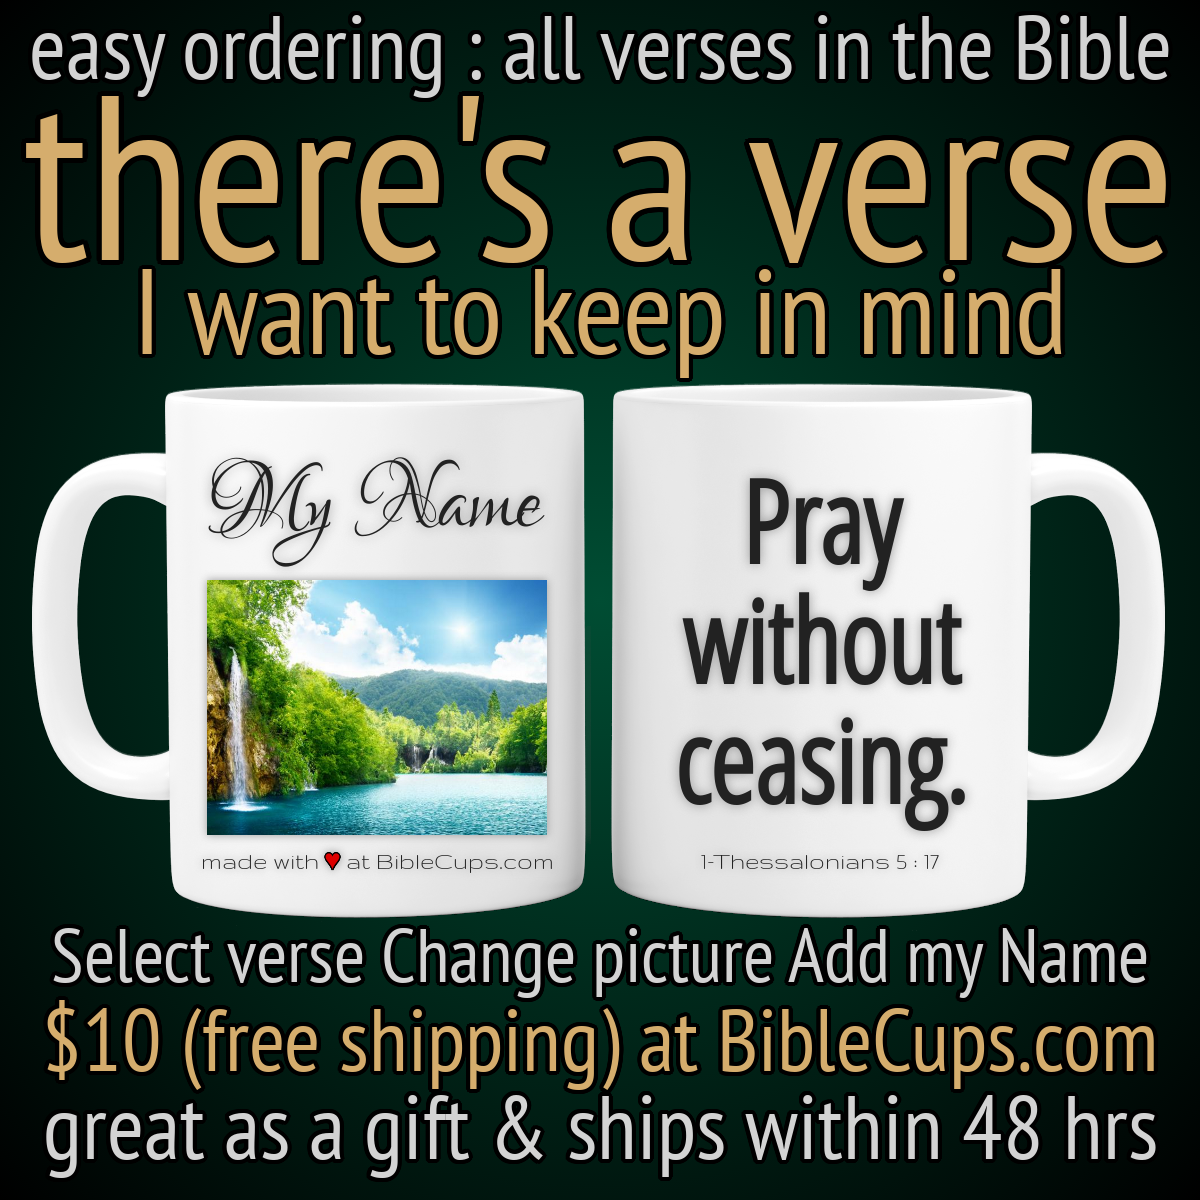 easy ordering : all verses in the Bible
there's a verse
I want to keep in mind
My Name
made with ♥ at BibleCups.com
Pray
without
ceasing.
1-Thessalonians 5 : 17
Select verse Change picture Add my Name
$10 (free shipping) at BibleCups.com
great as a gift & ships within 48 hrs